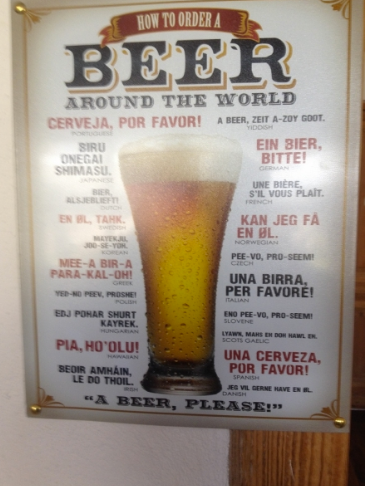 HOW TO ORDER A
BEER
AROUND THE WORLD
CERVEJA, POR FAVOR!
PORTUGUESE
BIRU
ONEGAI
SHIMASU.
JAPANESE
BIER,
ALSJEBLIEFT!
DUTCH
EN ØL, TAHK.
SWEDISH
MATEKJU,
JOO-SE-YOH.
KOREAN
MEE-A BIR-A
PARA-KAL-OH!
GREEK
YED-NO PEEV, PROSHE!
POLISH
EDJ POHAR SHURT
KAYREK.
HUNGARIAN
PIA, HO'OLU!
HAWAIIAN
BEOIR AMHÁIN,
LE DO THOIL.
IRISH
A BEER, ZEIT A-ZOY GOUT.
YIDDISH
EIN BIER,
BITTE!
GERMAN
UNE BIÈRE,
S'IL VOUS PLAÎT.
FRENCH
KAN JEG FÅ
EN ØL.
NORWEGIAN
PEE-VO, PRO-SEEM!
CZECH
UNA BIRRA,
PER FAVORE!
ITALIAN
ENO PEE-VO, PRO-SEEM!
SLOVENE
LYAWN, MAHS EH DOH HAWL EH.
SCOTS GAELIC
UNA CERVEZA,
POR FAVOR!
SPANISH
JEG VIL GERNE HAVE EN ØL.
DANISH
"A BEER, PLEASE!"